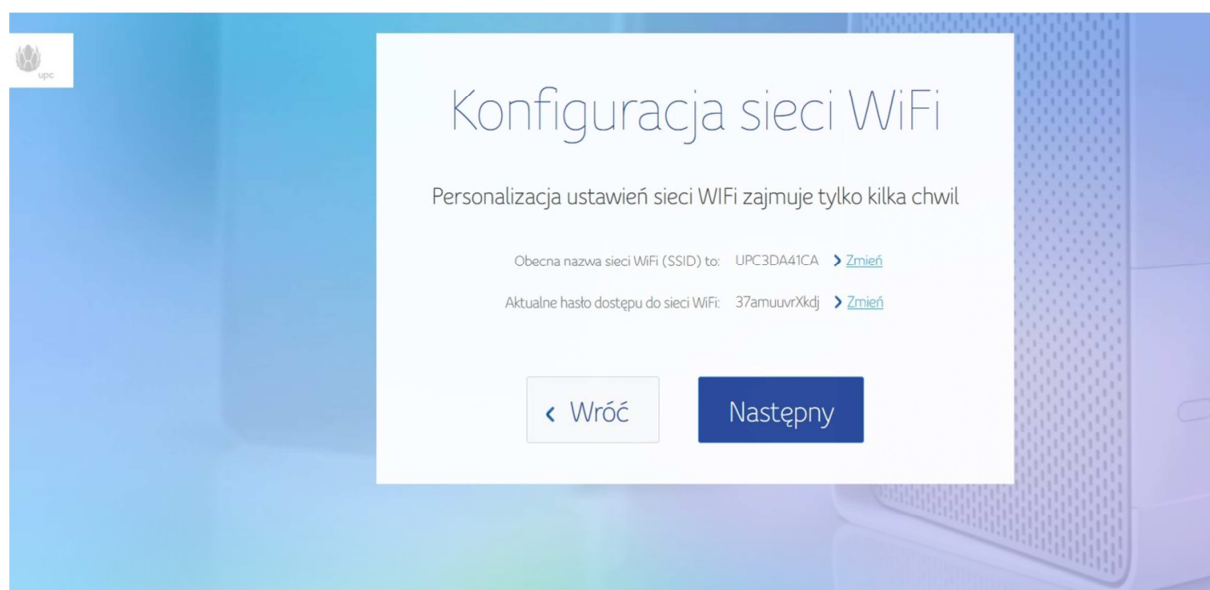 upc
Konfiguracja sieci WiFi
Personalizacja ustawień sieci WIFi zajmuje tylko kilka chwil
Obecna nazwa sieci WiFi (SSID) to: UPC3DA41CA > Zmień
Aktualne hasło dostępu do sieci WiFi: 37amuuvrXkdj > Zmień
< Wróć Następny